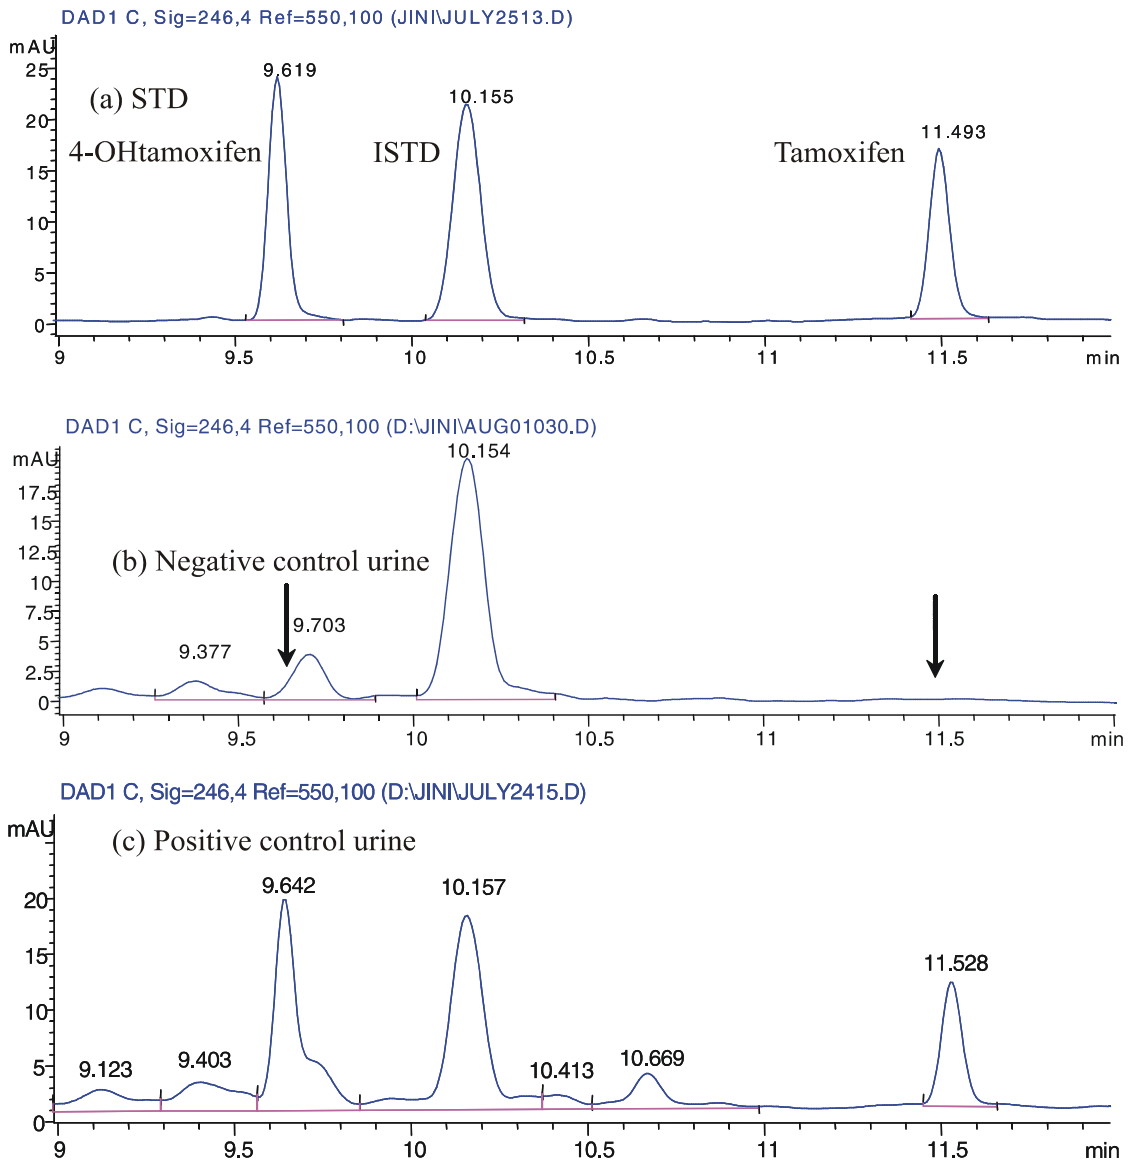 DAD1 C, Sig=246,4 Ref=550,100 (JINI\JULY2513.D)
mAU
9.619
25
(a) STD
10.155
20
11.493
4-OHtamoxifen ISTD Tamoxifen
15
10
5
0
9 9.5 10 10.5 11 11.5 min
DAD1 C, Sig=246,4 Ref=550,100 (D:\JINI\AUG01030.D)
mAU
10.154
17.5
15
12.5
(b) Negative control urine
10
7.5
9.703
5
9.377
2.5
0
9 9.5 10 10.5 11 11.5 min
DAD1 C, Sig=246,4 Ref=550,100 (D:\JINI\JULY2415.D)
mAU
(c) Positive control urine
9.642 10.157
20
15
11.528
10
9.123 9.403 10.413 10.669
5
0
9 9.5 10 10.5 11 11.5 min